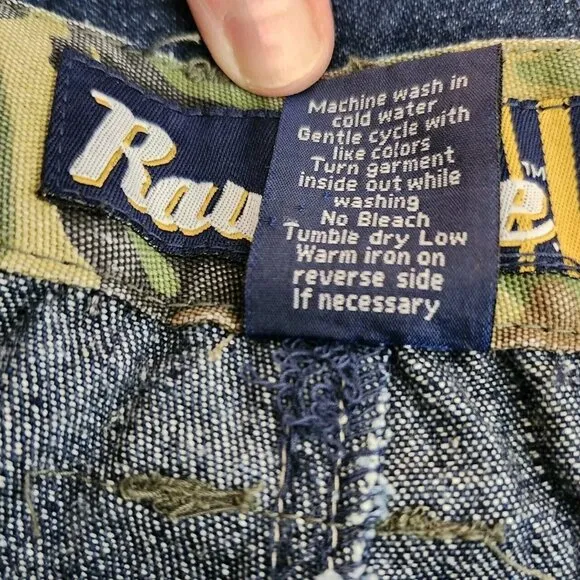 Machine wash in
cold water
Gentle cycle with
like colors
Turn garment
inside out while
washing
No Bleach
Tumble dry Low
Warm iron on
reverse side
If necessary
™